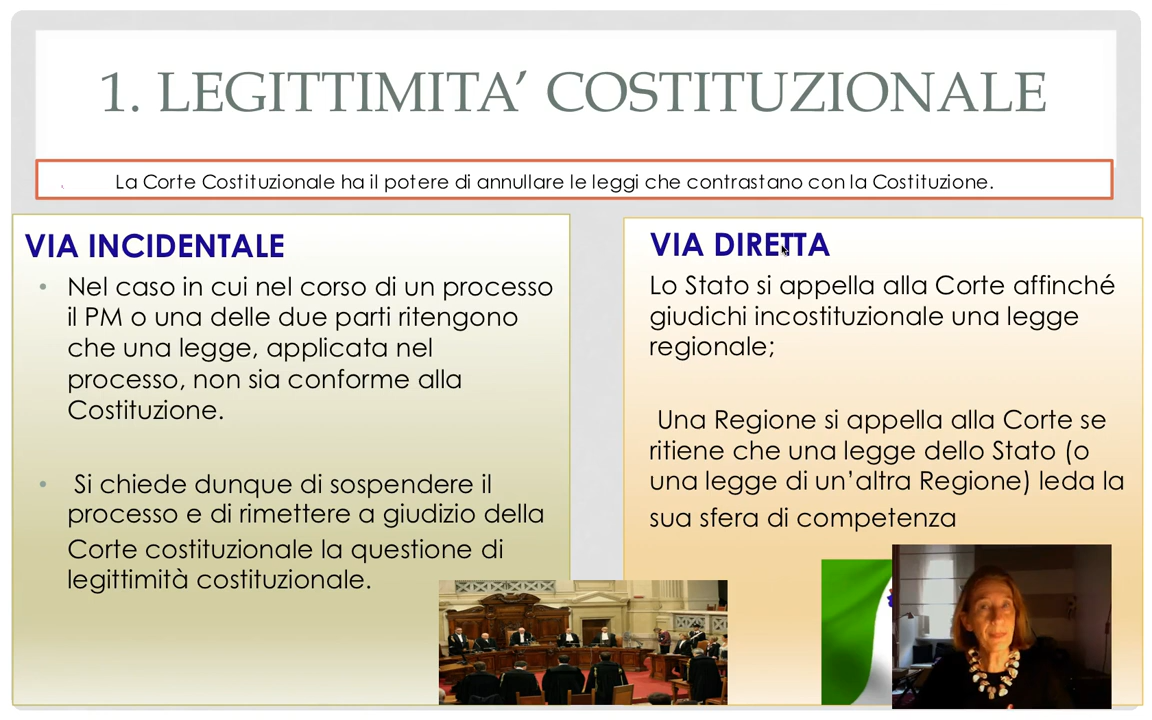 1. LEGITTIMITA’ COSTITUZIONALE
La Corte Costituzionale ha il potere di annullare le leggi che contrastano con la Costituzione.
VIA INCIDENTALE
• Nel caso in cui nel corso di un processo
il PM o una delle due parti ritengono
che una legge, applicata nel
processo, non sia conforme alla
Costituzione.
• Si chiede dunque di sospendere il
processo e di rimettere a giudizio della
Corte costituzionale la questione di
legittimità costituzionale.
VIA DIRETTA
Lo Stato si appella alla Corte affinché
giudichi incostituzionale una legge
regionale;
Una Regione si appella alla Corte se
ritiene che una legge dello Stato (o
una legge di un’altra Regione) leda la
sua sfera di competenza